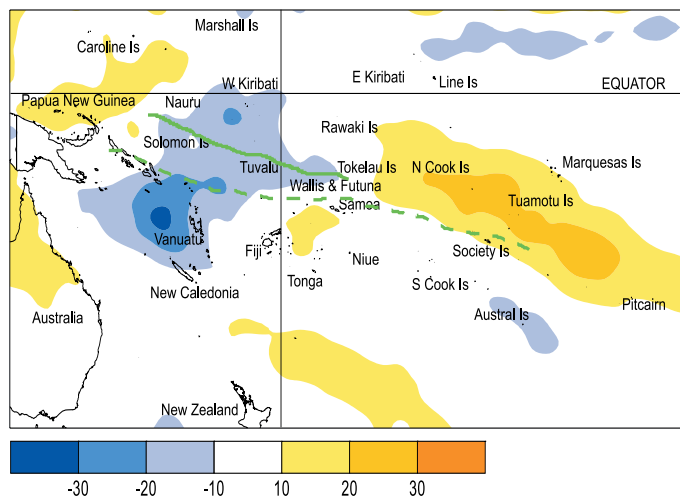 Marshall Is
Caroline Is
W Kiribati
E Kiribati
Line Is
EQUATOR
Papua New Guinea
Nauru
Rawaki Is
Solomon Is
Tuvalu
Tokelau Is
N Cook Is
Marquesas Is
Wallis & Futuna
Samoa
Tuamotu Is
Vanuatu
Fiji
Niue
Society Is
Tonga
S Cook Is
New Caledonia
Pitcairn
Australia
Austral Is
New Zealand
-30 -20 -10 10 20 30